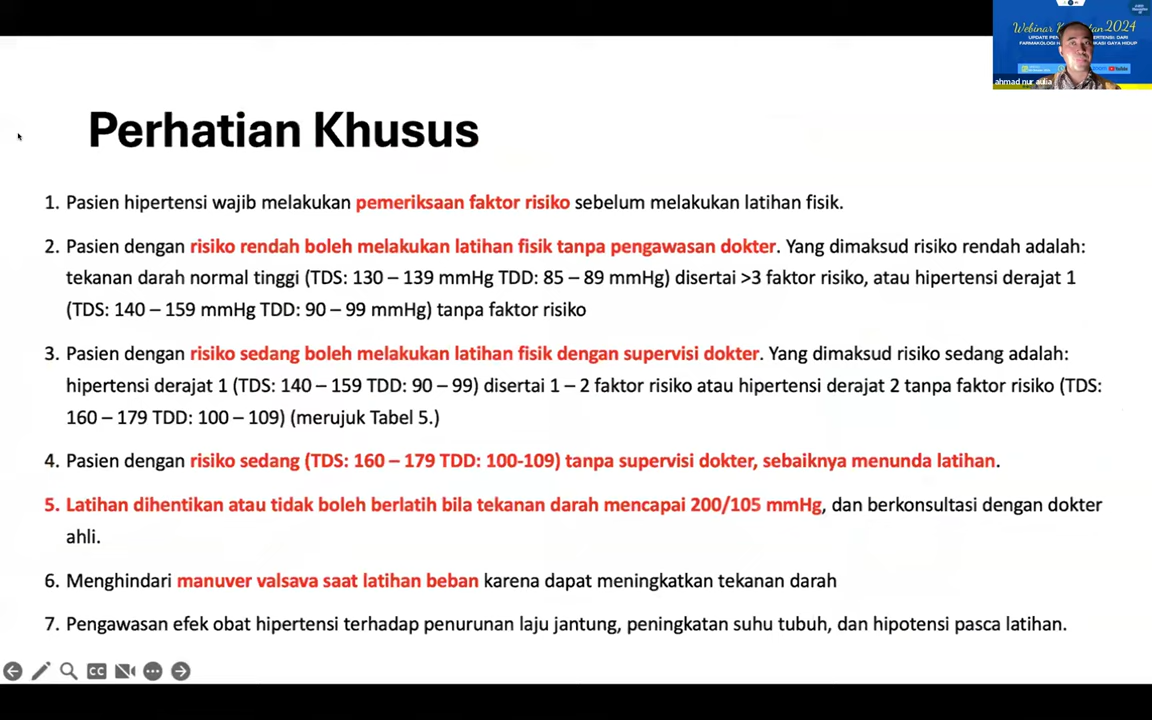 Webinar
2024
ahmad nur aulia
Perhatian Khusus
1. Pasien hipertensi wajib melakukan pemeriksaan faktor risiko sebelum melakukan latihan fisik.
2. Pasien dengan risiko rendah boleh melakukan latihan fisik tanpa pengawasan dokter. Yang dimaksud risiko rendah adalah:
tekanan darah normal tinggi (TDS: 130 – 139 mmHg TDD: 85 – 89 mmHg) disertai >3 faktor risiko, atau hipertensi derajat 1
(TDS: 140 – 159 mmHg TDD: 90 – 99 mmHg) tanpa faktor risiko
3. Pasien dengan risiko sedang boleh melakukan latihan fisik dengan supervisi dokter. Yang dimaksud risiko sedang adalah:
hipertensi derajat 1 (TDS: 140 – 159 TDD: 90 – 99) disertai 1 – 2 faktor risiko atau hipertensi derajat 2 tanpa faktor risiko (TDS:
160 – 179 TDD: 100 – 109) (merujuk Tabel 5.)
4. Pasien dengan risiko sedang (TDS: 160 – 179 TDD: 100-109) tanpa supervisi dokter, sebaiknya menunda latihan.
5. Latihan dihentikan atau tidak boleh berlatih bila tekanan darah mencapai 200/105 mmHg, dan berkonsultasi dengan dokter
ahli.
6. Menghindari manuver valsava saat latihan beban karena dapat meningkatkan tekanan darah
7. Pengawasan efek obat hipertensi terhadap penurunan laju jantung, peningkatan suhu tubuh, dan hipotensi pasca latihan.
CC